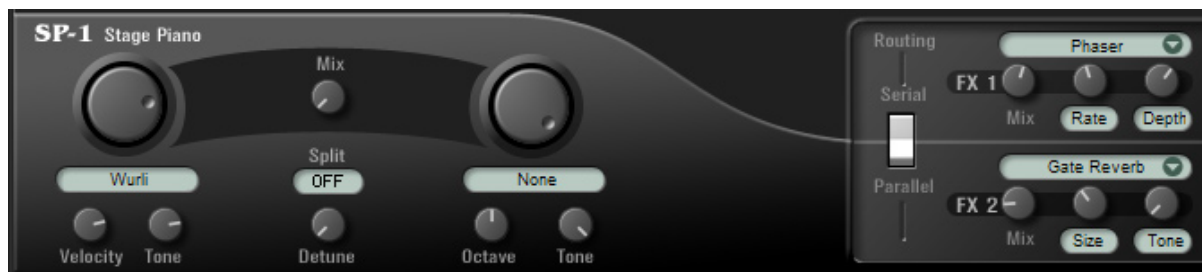 SP-1 Stage Piano
Mix
Wurli
Split
OFF
None
Velocity Tone
Detune
Octave Tone
Routing
Serial
Parallel
Phaser
FX 1
Mix Rate Depth
Gate Reverb
FX 2
Mix Size Tone